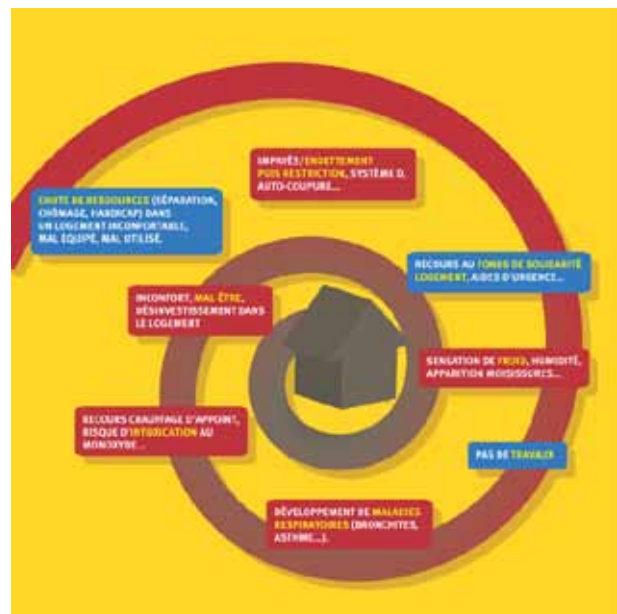 IMPAYÉS/ENDETTEMENT
PUIS RESTRICTION, SYSTÈME D,
AUTO-COUPURE...
CHUTE DE RESSOURCES (SÉPARATION,
CHÔMAGE, HANDICAP) DANS
UN LOGEMENT INCONFORTABLE,
MAL ÉQUIPÉ, MAL UTILISÉ.
RECOURS AU FONDS DE SOLIDARITÉ
LOGEMENT, AIDES D'URGENCE...
INCONFORT, MAL-ÊTRE,
DÉSINVESTISSEMENT DANS
LE LOGEMENT
SENSATION DE FROID, HUMIDITÉ,
APPARITION MOISISSURES...
RECOURS CHAUFFAGE D'APPOINT,
RISQUE D'INTOXICATION AU
MONOXYDE...
PAS DE TRAVAUX
DÉVELOPPEMENT DE MALADIES
RESPIRATOIRES (BRONCHITES,
ASTHME...).